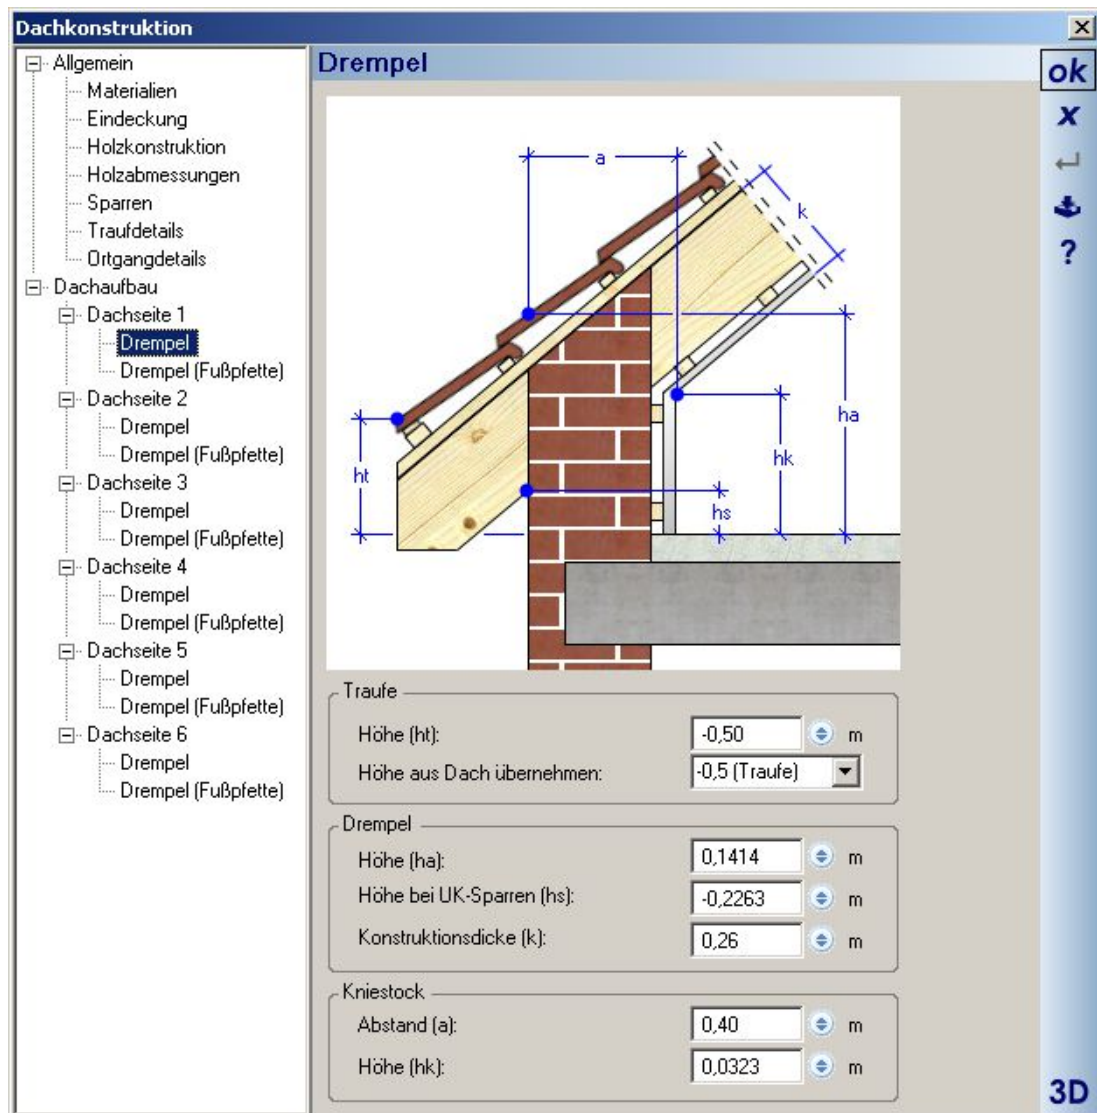 Dachkonstruktion
Allgemein
Materialien
Eindeckung
Holzkonstruktion
Holzabmessungen
Sparren
Traufdetails
Ortgangdetails
Dachaufbau
Dachseite 1
Drempel
Drempel (Fußpfette)
Dachseite 2
Drempel
Drempel (Fußpfette)
Dachseite 3
Drempel
Drempel (Fußpfette)
Dachseite 4
Drempel
Drempel (Fußpfette)
Dachseite 5
Drempel
Drempel (Fußpfette)
Dachseite 6
Drempel
Drempel (Fußpfette)
Drempel
a
k
ha
hk
ht
hs
Traufe
Höhe (ht): -0,50 m
Höhe aus Dach übernehmen: -0,5 (Traufe)
Drempel
Höhe (ha): 0,1414 m
Höhe bei UK-Sparren (hs): -0,2263 m
Konstruktionsdicke (k): 0,26 m
Kniestock
Abstand (a): 0,40 m
Höhe (hk): 0,0323 m
ok
x
?
3D